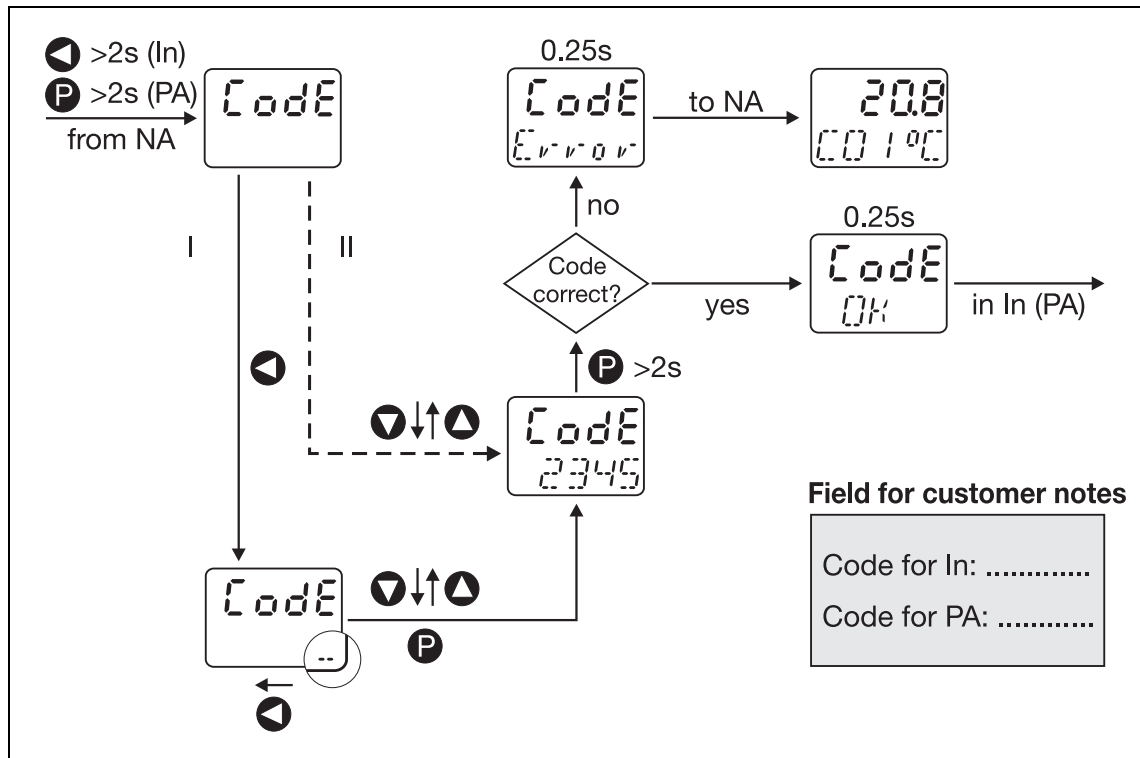 >2s (In)
P >2s (PA)
from NA
CodE
0.25s
CodE
Error
to NA
20.8
C01°C
I
II
no
Code
correct?
yes
0.25s
CodE
OK
in In (PA)
P >2s
CodE
2345
CodE
--
P
Field for customer notes
Code for In: ............
Code for PA: ...........